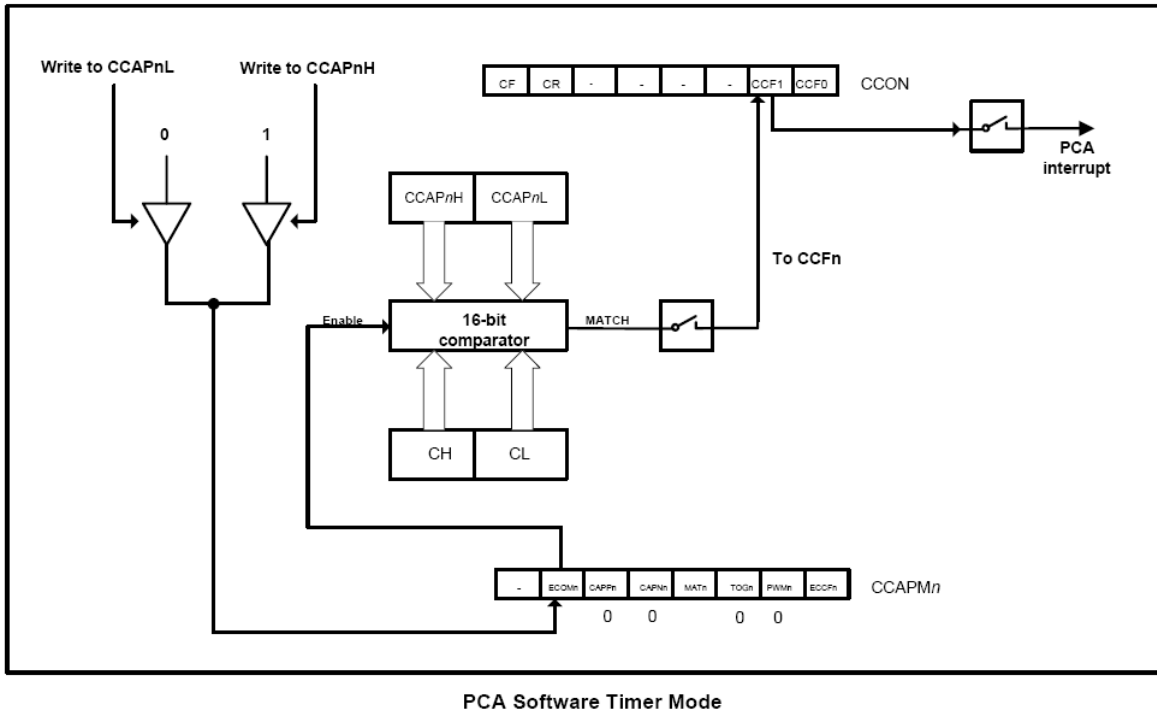 Write to CCAPnL
Write to CCAPnH
0
1
CF CR - - - - CCF1 CCF0 CCON
PCA
interrupt
CCAPnH CCAPnL
To CCFn
Enable
16-bit
comparator
MATCH
CH CL
- ECOMn CAPPn CAPNn MATn TOGn PWMn ECCFn CCAPMn
0 0 0 0
PCA Software Timer Mode